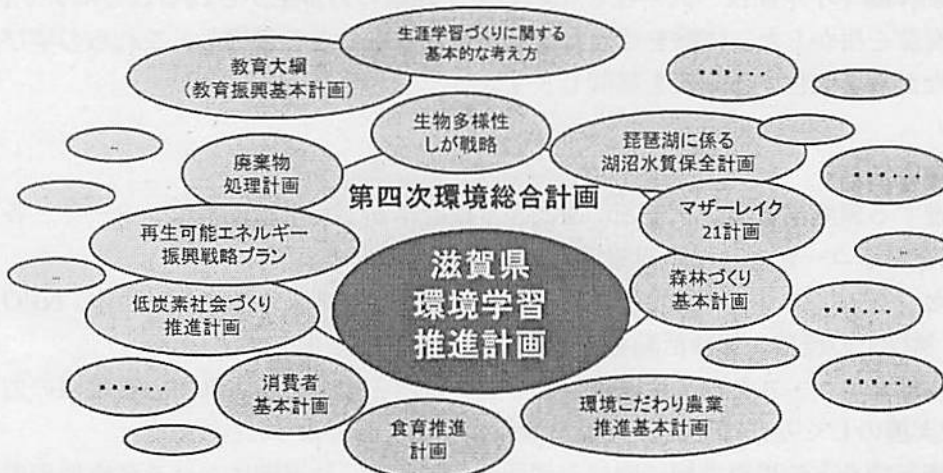 生涯学習づくりに関する
基本的な考え方
教育大綱
(教育振興基本計画)
‥‥‥
生物多様性
しが戦略
琵琶湖に係る
湖沼水質保全計画
廃棄物
処理計画
‥‥‥
第四次環境総合計画
マザーレイク
21計画
再生可能エネルギー
振興戦略プラン
滋賀県
環境学習
推進計画
森林づくり
基本計画
低炭素社会づくり
推進計画
‥‥‥
‥‥‥
消費者
基本計画
‥‥‥
環境こだわり農業
推進基本計画
食育推進
計画